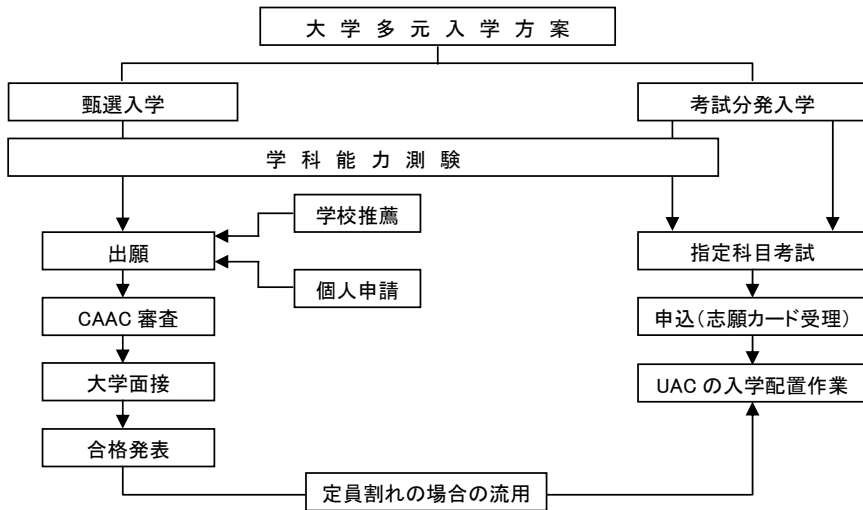 大学多元入学方案
甄選入学
考試分発入学
学科能力測験
学校推薦
出願
指定科目考試
個人申請
CAAC 審査
申込(志願カード受理)
大学面接
UAC の入学配置作業
合格発表
定員割れの場合の流用